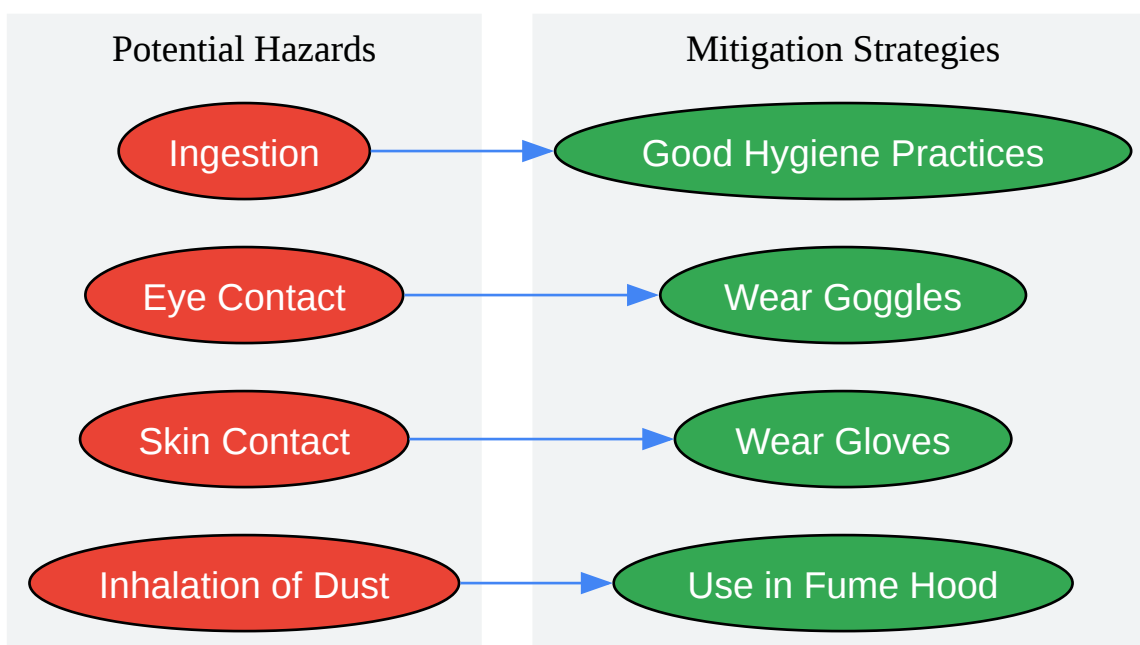 Potential Hazards
Mitigation Strategies
Ingestion
Good Hygiene Practices
Eye Contact
Wear Goggles
Skin Contact
Wear Gloves
Inhalation of Dust
Use in Fume Hood